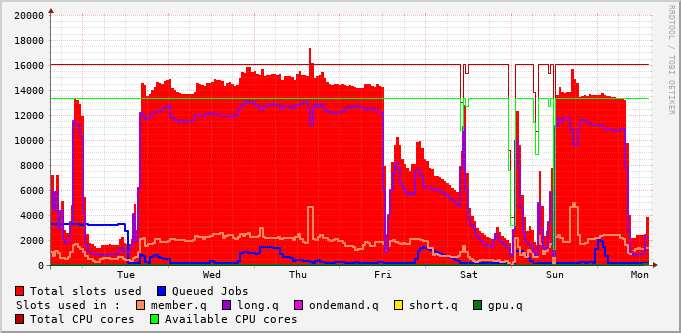 20000
18000
16000
14000
12000
10000
8000
6000
4000
2000
0
Tue Wed Thu Fri Sat Sun Mon
RRDTOOL / TOBI OETIKER
Total slots used Queued Jobs
Slots used in : member.q long.q ondemand.q short.q gpu.q
Total CPU cores Available CPU cores